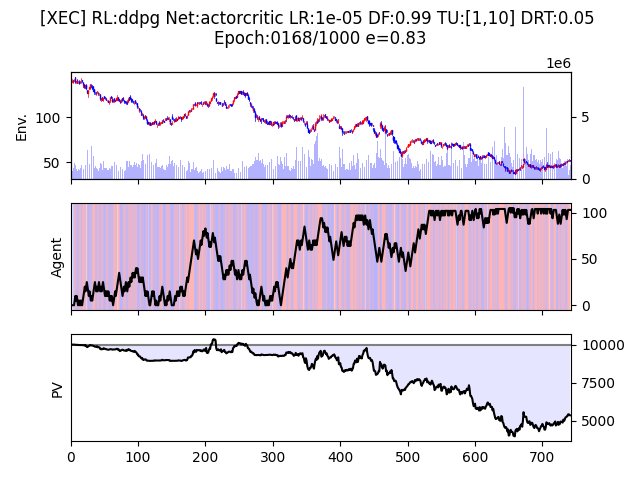 [XEC] RL:ddpg Net:actorcritic LR:1e-05 DF:0.99 TU:[1,10] DRT:0.05
Epoch:0168/1000 e=0.83
1e6
Env.
100
50
5
0
Agent
100
50
0
PV
10000
7500
5000
0 100 200 300 400 500 600 700